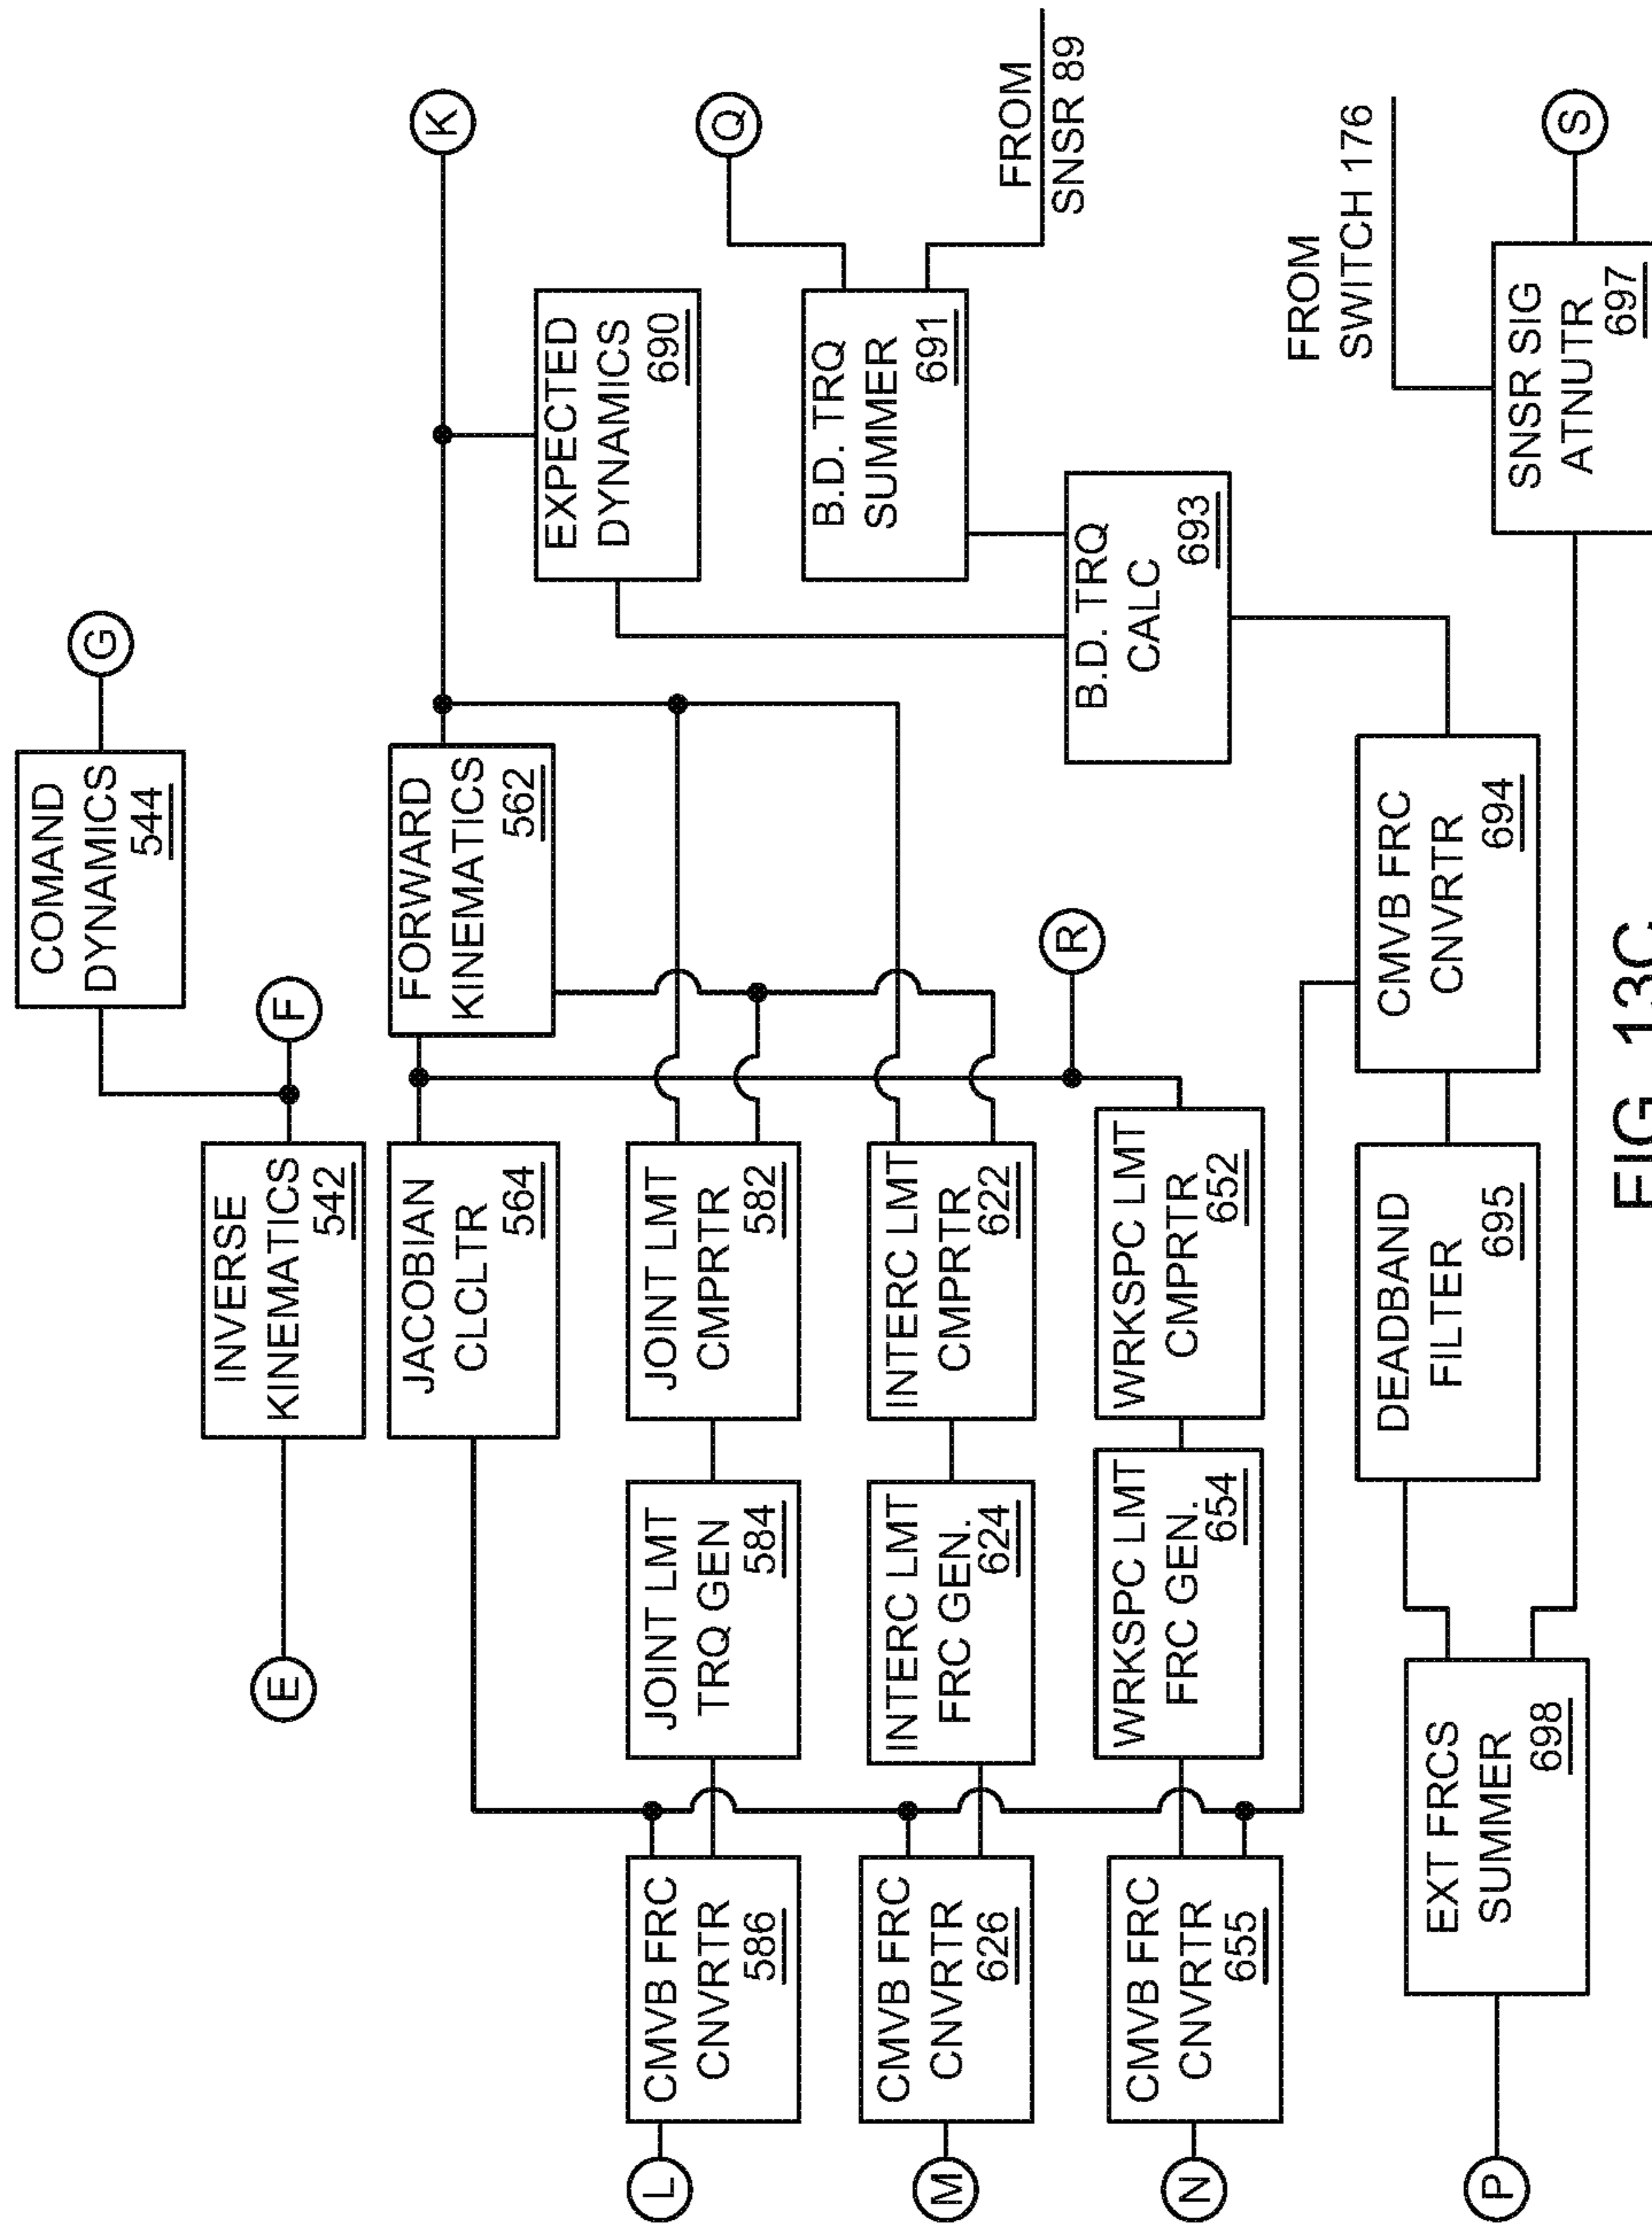 COMAND
DYNAMICS
544
G
E
INVERSE
KINEMATICS
542
F
JACOBIAN
CLCLTR
564
FORWARD
KINEMATICS
562
K
EXPECTED
DYNAMICS
690
L
CMVB FRC
CNVRTR
586
JOINT LMT
TRQ GEN
584
JOINT LMT
CMPRTR
582
Q
B.D. TRQ
SUMMER
691
FROM
SNSR 89
M
CMVB FRC
CNVRTR
626
INTERC LMT
FRC GEN.
624
INTERC LMT
CMPRTR
622
R
B.D. TRQ
CALC
693
N
CMVB FRC
CNVRTR
655
WRKSPC LMT
FRC GEN.
654
WRKSPC LMT
CMPRTR
652
FROM
SWITCH 176
P
EXT FRCS
SUMMER
698
DEADBAND
FILTER
695
CMVB FRC
CNVRTR
694
SNSR SIG
ATNUTR
697
S
FIG 13C